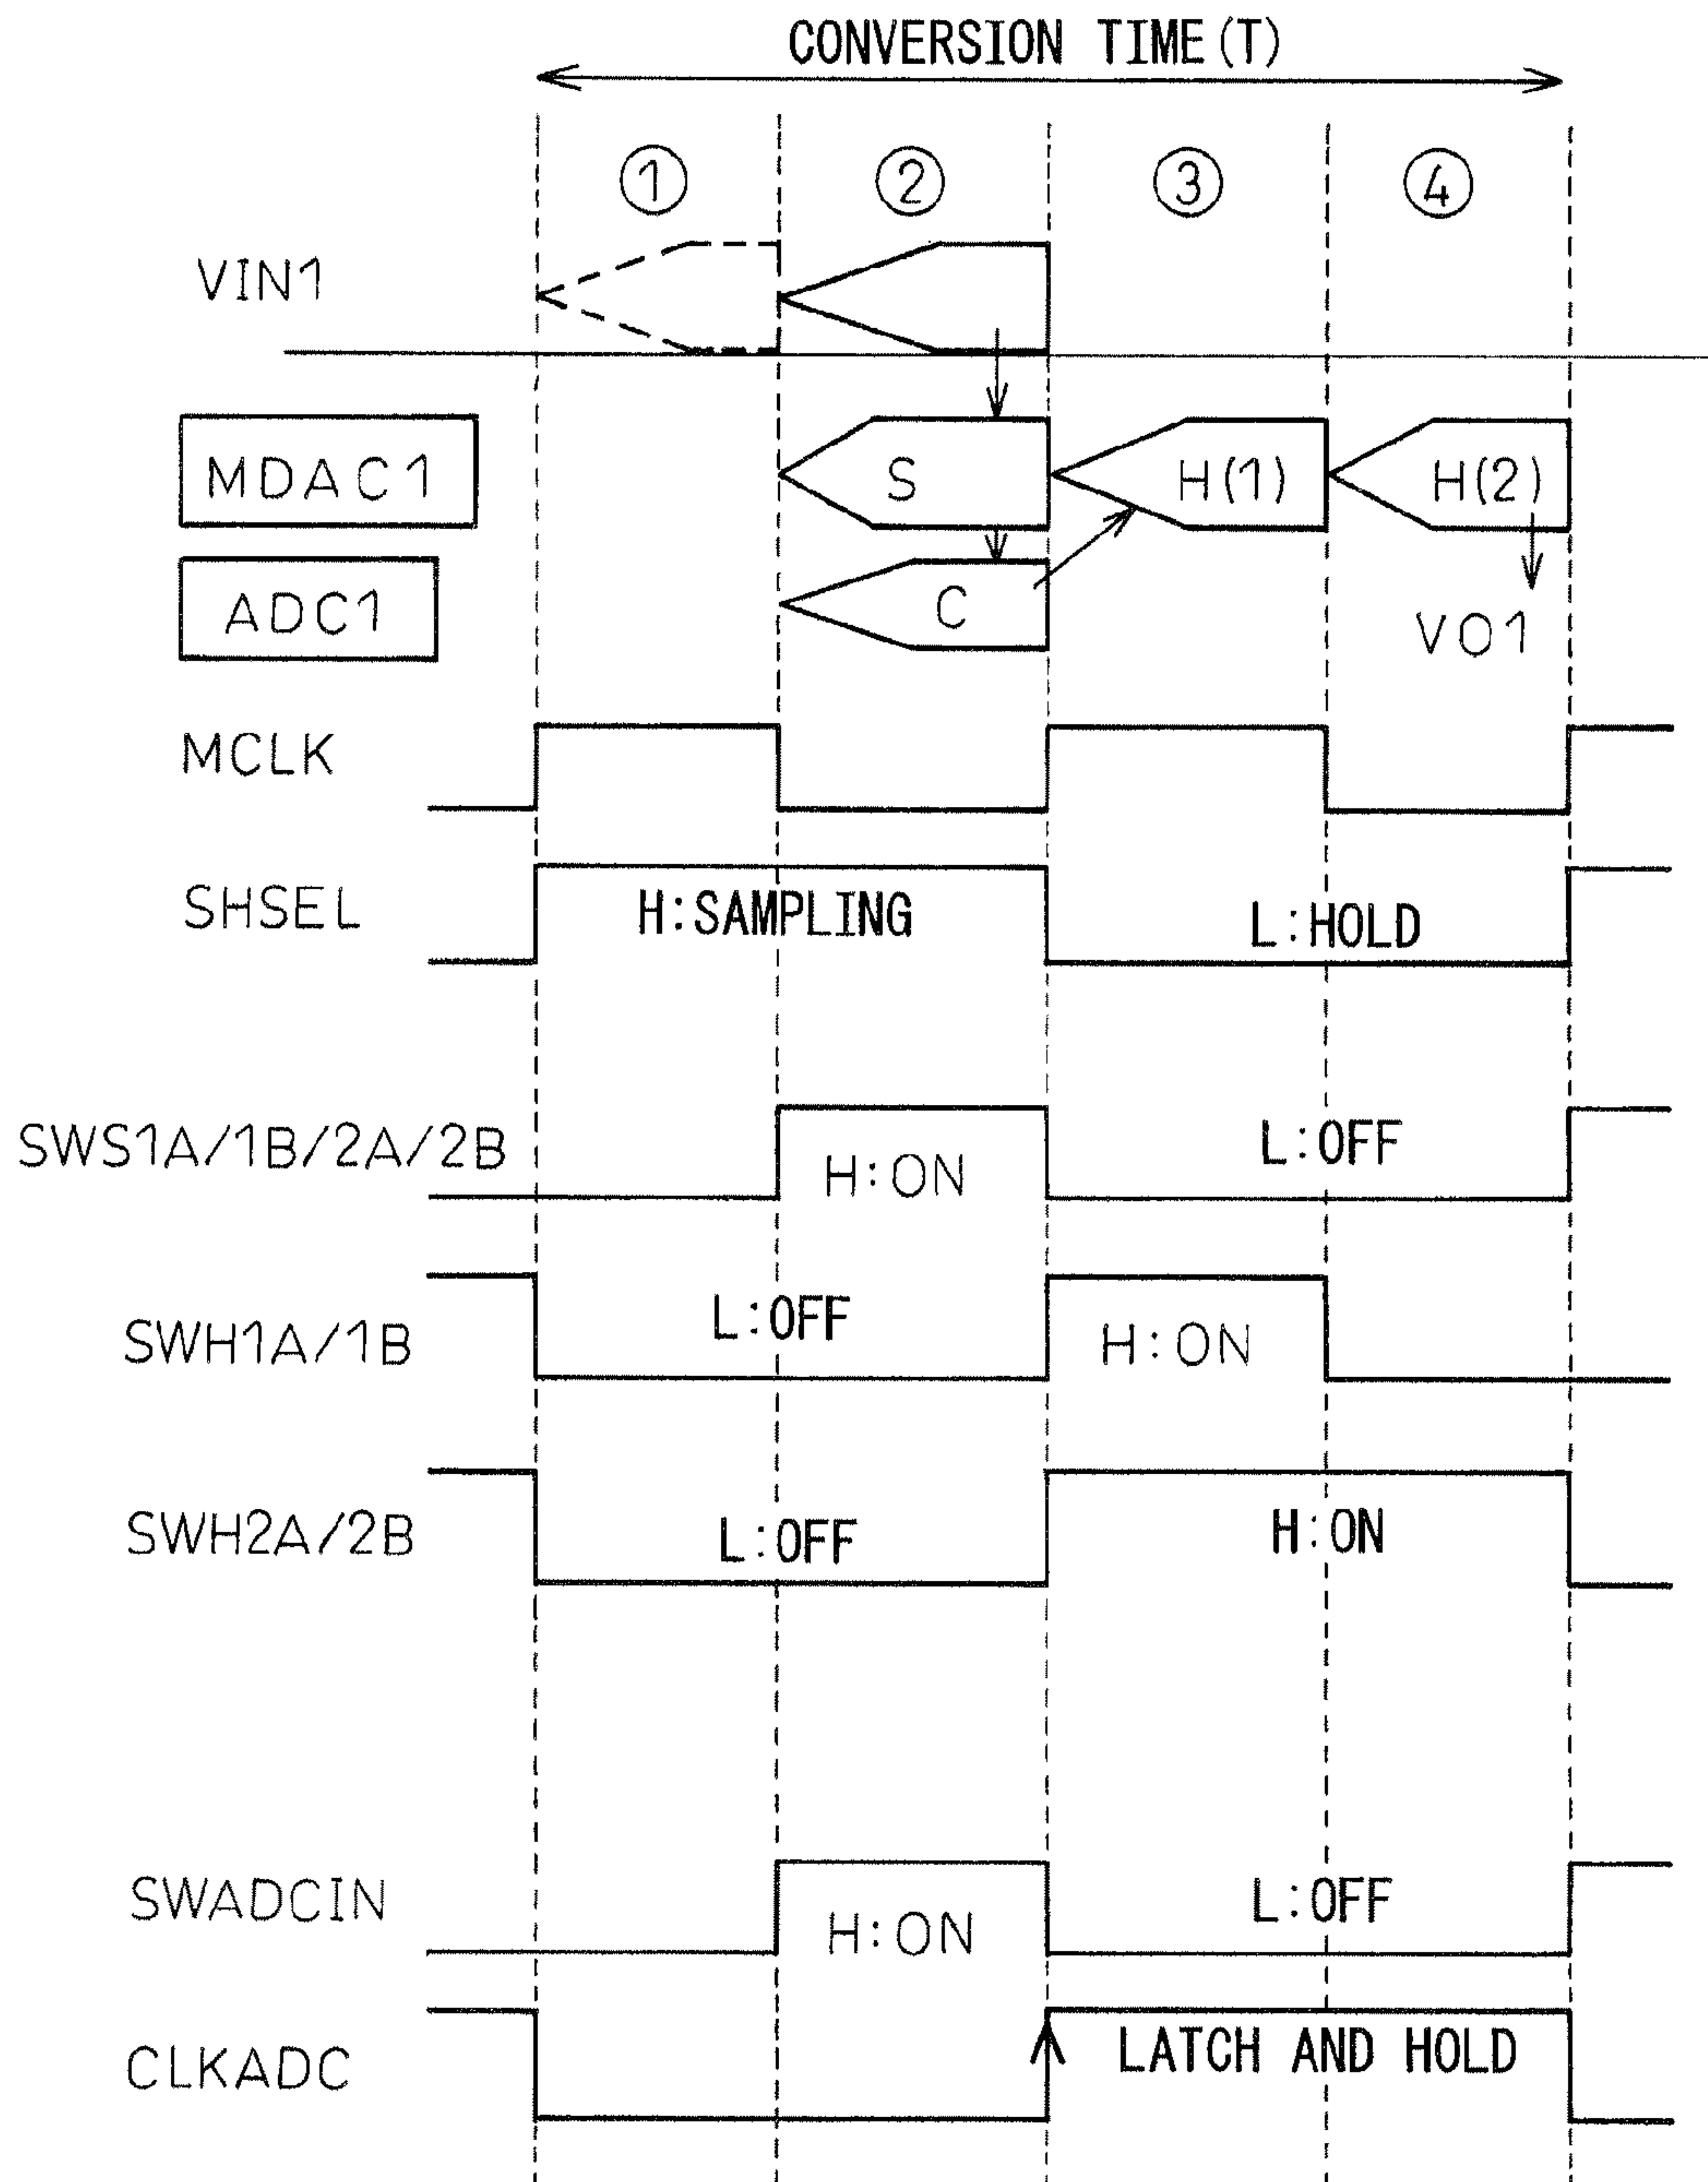 CONVERSION TIME(T)
① ② ③ ④
VIN1
MDAC1 S H(1) H(2)
ADC1 C VO1
MCLK
SHSEL H:SAMPLING L:HOLD
SWS1A/1B/2A/2B H:ON L:OFF
SWH1A/1B L:OFF H:ON
SWH2A/2B L:OFF H:ON
SWADCIN H:ON L:OFF
CLKADC LATCH AND HOLD